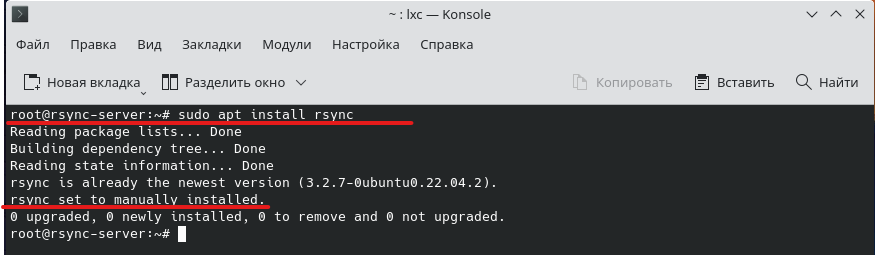 ~ : lxc — Konsole
Файл Правка Вид Закладки Модули Настройка Справка
Новая вкладка Разделить окно Копировать Вставить Найти
root@rsync-server:~# sudo apt install rsync
Reading package lists... Done
Building dependency tree... Done
Reading state information... Done
rsync is already the newest version (3.2.7-0ubuntu0.22.04.2).
rsync set to manually installed.
0 upgraded, 0 newly installed, 0 to remove and 0 not upgraded.
root@rsync-server:~#